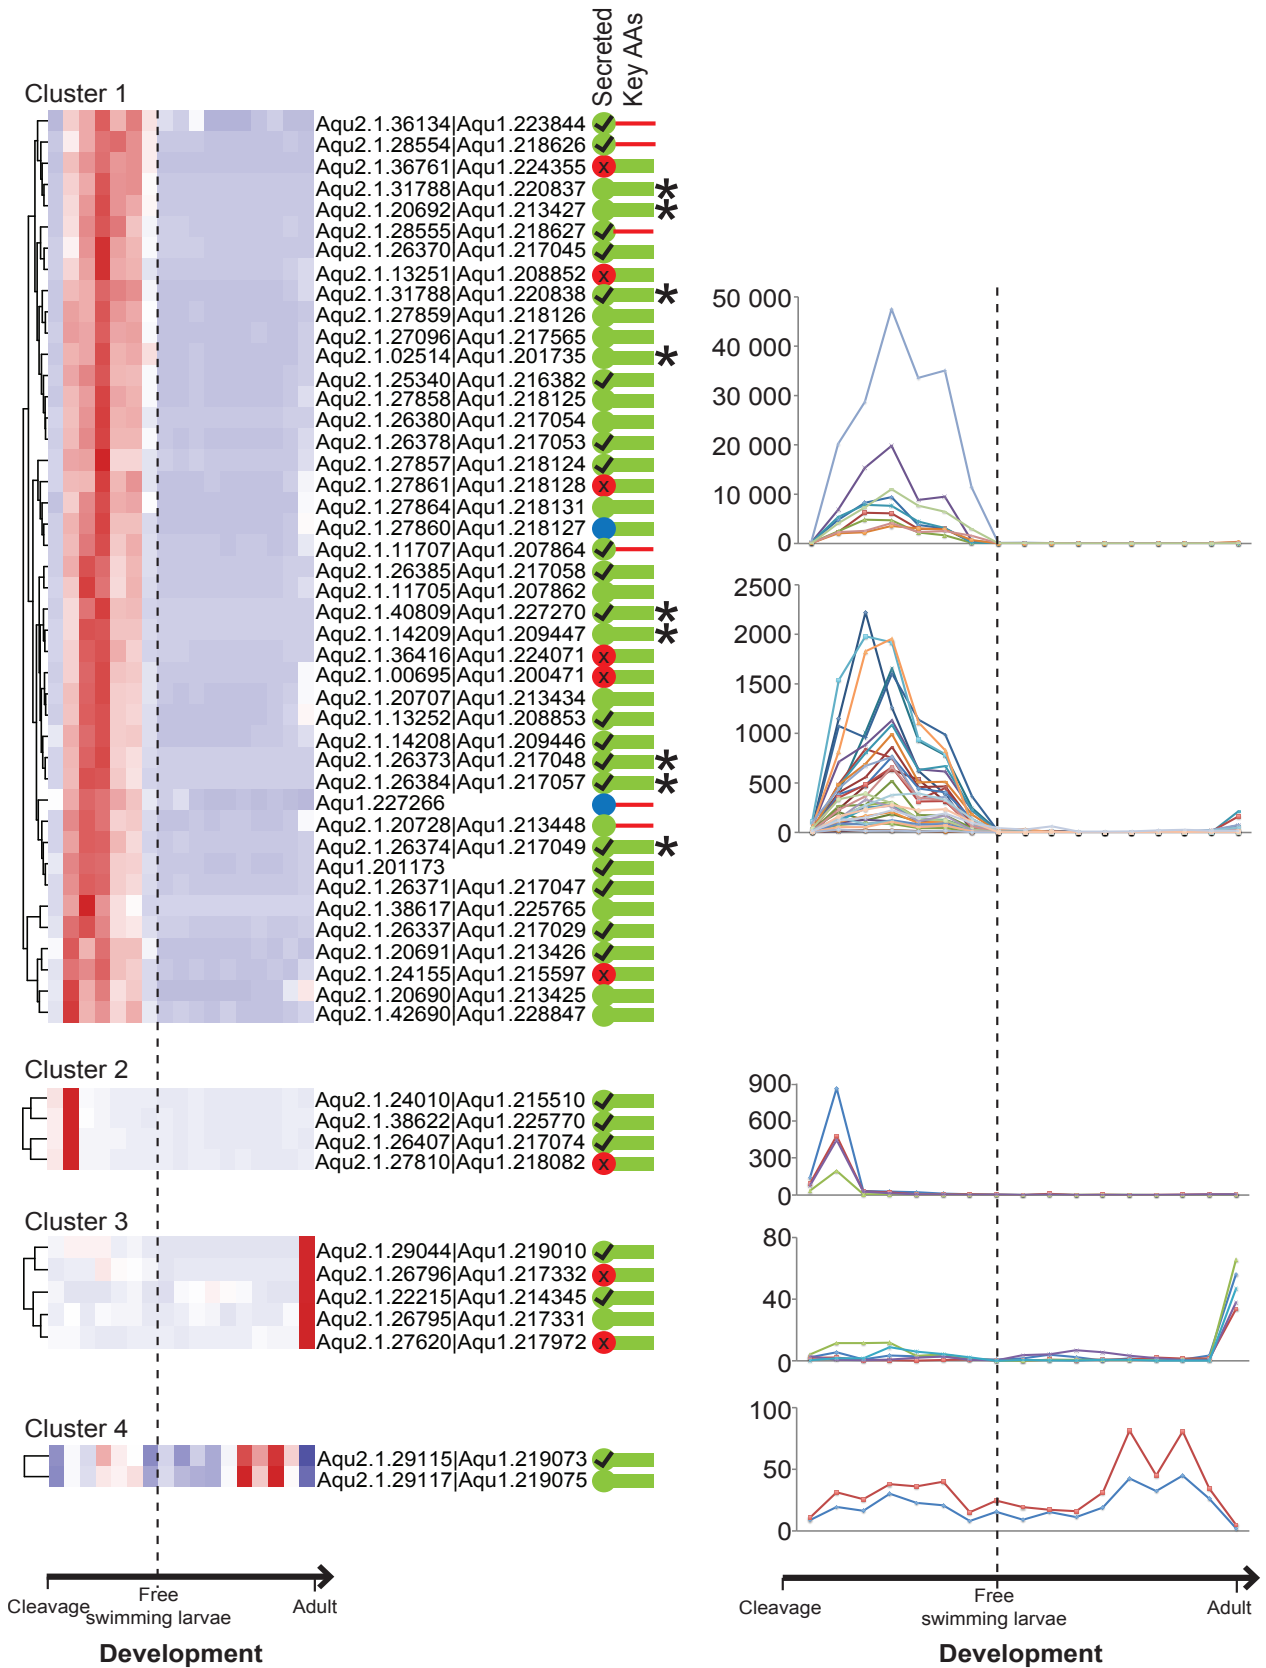 Secreted
Key AAs
Cluster 1
Aqu2.1.36134|Aqu1.223844
Aqu2.1.28554|Aqu1.218626
Aqu2.1.36761|Aqu1.224355
x
Aqu2.1.31788|Aqu1.220837
*
Aqu2.1.20692|Aqu1.213427
*
Aqu2.1.28555|Aqu1.218627
Aqu2.1.26370|Aqu1.217045
Aqu2.1.13251|Aqu1.208852
x
Aqu2.1.31788|Aqu1.220838
*
Aqu2.1.27859|Aqu1.218126
Aqu2.1.27096|Aqu1.217565
Aqu2.1.02514|Aqu1.201735
*
Aqu2.1.25340|Aqu1.216382
Aqu2.1.27858|Aqu1.218125
Aqu2.1.26380|Aqu1.217054
Aqu2.1.26378|Aqu1.217053
Aqu2.1.27857|Aqu1.218124
Aqu2.1.27861|Aqu1.218128
x
Aqu2.1.27864|Aqu1.218131
Aqu2.1.27860|Aqu1.218127
Aqu2.1.11707|Aqu1.207864
Aqu2.1.26385|Aqu1.217058
Aqu2.1.11705|Aqu1.207862
Aqu2.1.40809|Aqu1.227270
*
Aqu2.1.14209|Aqu1.209447
*
Aqu2.1.36416|Aqu1.224071
x
Aqu2.1.00695|Aqu1.200471
x
Aqu2.1.20707|Aqu1.213434
Aqu2.1.13252|Aqu1.208853
Aqu2.1.14208|Aqu1.209446
Aqu2.1.26373|Aqu1.217048
*
Aqu2.1.26384|Aqu1.217057
*
Aqu1.227266
Aqu2.1.20728|Aqu1.213448
Aqu2.1.26374|Aqu1.217049
*
Aqu1.201173
Aqu2.1.26371|Aqu1.217047
Aqu2.1.38617|Aqu1.225765
Aqu2.1.26337|Aqu1.217029
Aqu2.1.20691|Aqu1.213426
Aqu2.1.24155|Aqu1.215597
x
Aqu2.1.20690|Aqu1.213425
Aqu2.1.42690|Aqu1.228847
50 000
40 000
30 000
20 000
10 000
0
2500
2000
1500
1000
500
0
Cluster 2
Aqu2.1.24010|Aqu1.215510
Aqu2.1.38622|Aqu1.225770
Aqu2.1.26407|Aqu1.217074
Aqu2.1.27810|Aqu1.218082
x
900
600
300
0
Cluster 3
Aqu2.1.29044|Aqu1.219010
Aqu2.1.26796|Aqu1.217332
x
Aqu2.1.22215|Aqu1.214345
Aqu2.1.26795|Aqu1.217331
Aqu2.1.27620|Aqu1.217972
x
80
40
0
Cluster 4
Aqu2.1.29115|Aqu1.219073
Aqu2.1.29117|Aqu1.219075
100
50
0
Cleavage
Free
swimming larvae
Adult
Development
Cleavage
Free
swimming larvae
Adult
Development